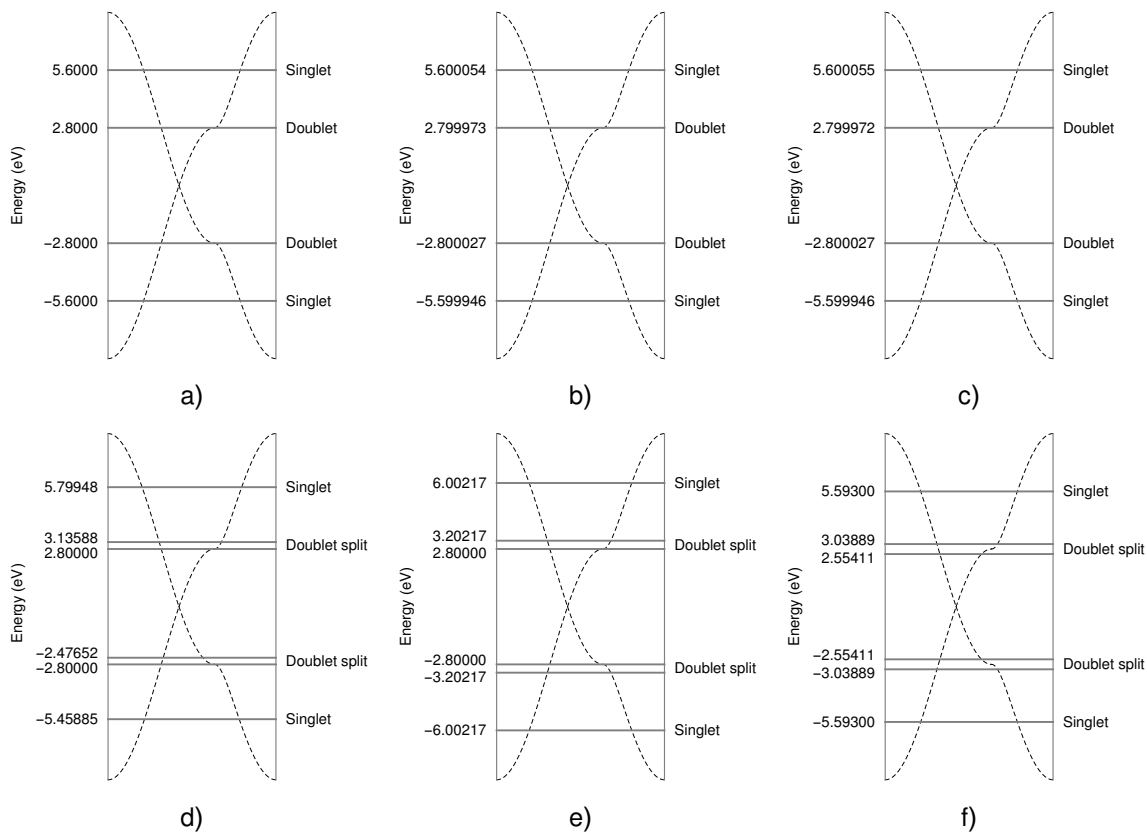 5.6000 Singlet
2.8000 Doublet
Energy (eV)
−2.8000 Doublet
−5.6000 Singlet
a)
5.600054 Singlet
2.799973 Doublet
Energy (eV)
−2.800027 Doublet
−5.599946 Singlet
b)
5.600055 Singlet
2.799972 Doublet
Energy (eV)
−2.800027 Doublet
−5.599946 Singlet
c)
5.79948 Singlet
3.13588
2.80000
Doublet split
Energy (eV)
−2.47652
−2.80000
Doublet split
−5.45885 Singlet
d)
6.00217 Singlet
3.20217
2.80000
Doublet split
Energy (eV)
−2.80000
−3.20217
Doublet split
−6.00217 Singlet
e)
5.59300 Singlet
3.03889
2.55411
Doublet split
Energy (eV)
−2.55411
−3.03889
Doublet split
−5.59300 Singlet
f)